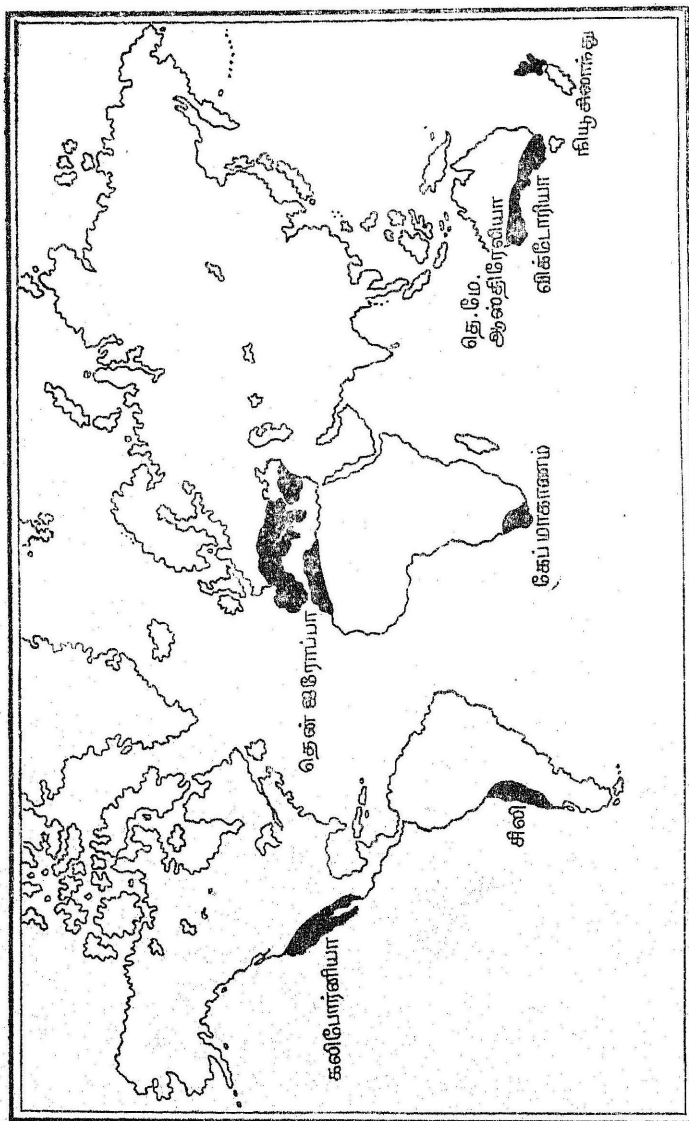 கலிபோர்னியா
சிலி
தென் ஐரோப்பா
கேப் மாகாணம்
தெ.மே.
ஆஸ்திரேலியா
விக்டோரியா
நியூசிலாந்து